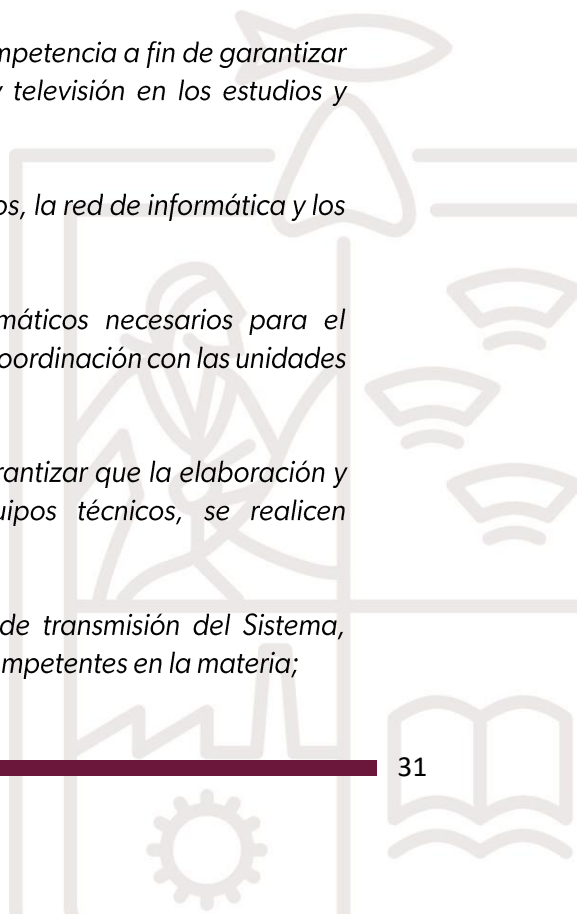 mpetencia a fin de garantizar
y televisión en los estudios y
os, la red de informática y los
máticos necesarios para el
oordinación con las unidades
rantizar que la elaboración y
uipos técnicos, se realicen
de transmisión del Sistema,
mpetentes en la materia;
31